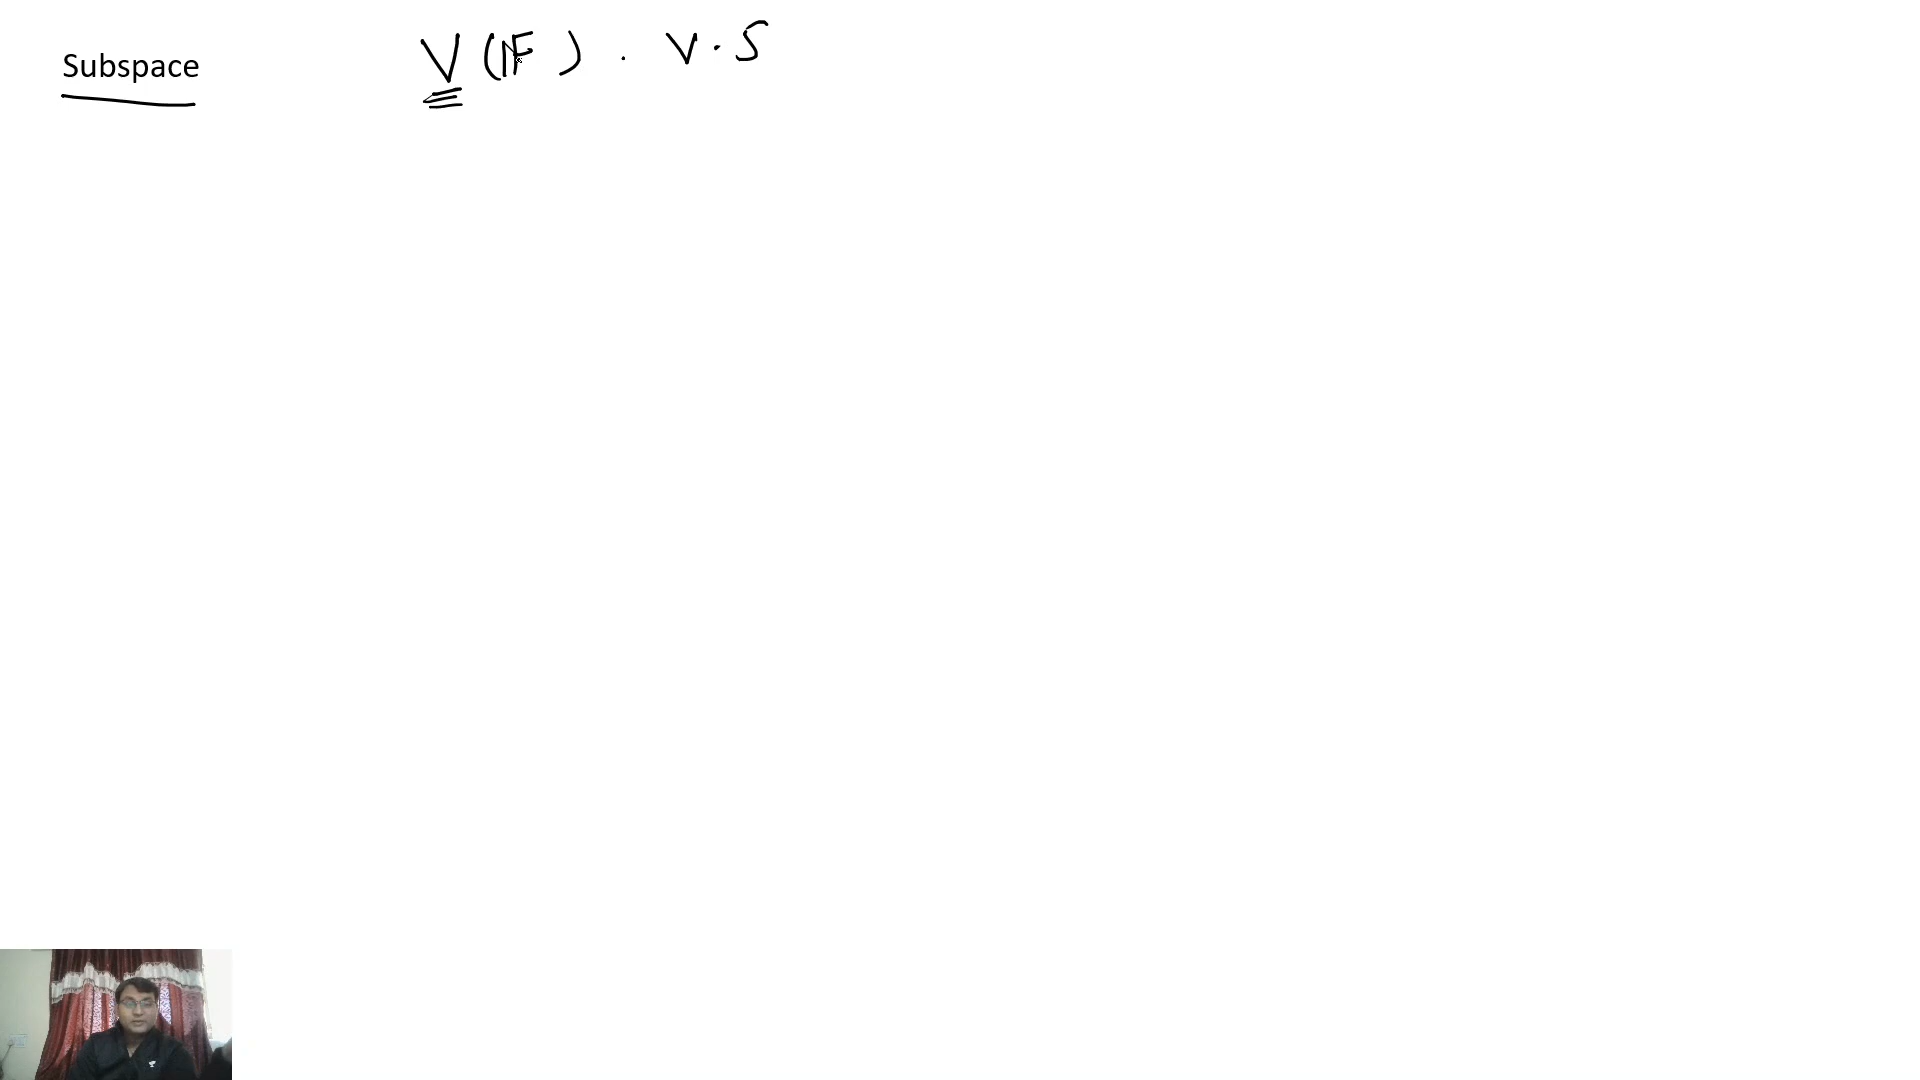 Subspace V (𝔽) . V.S